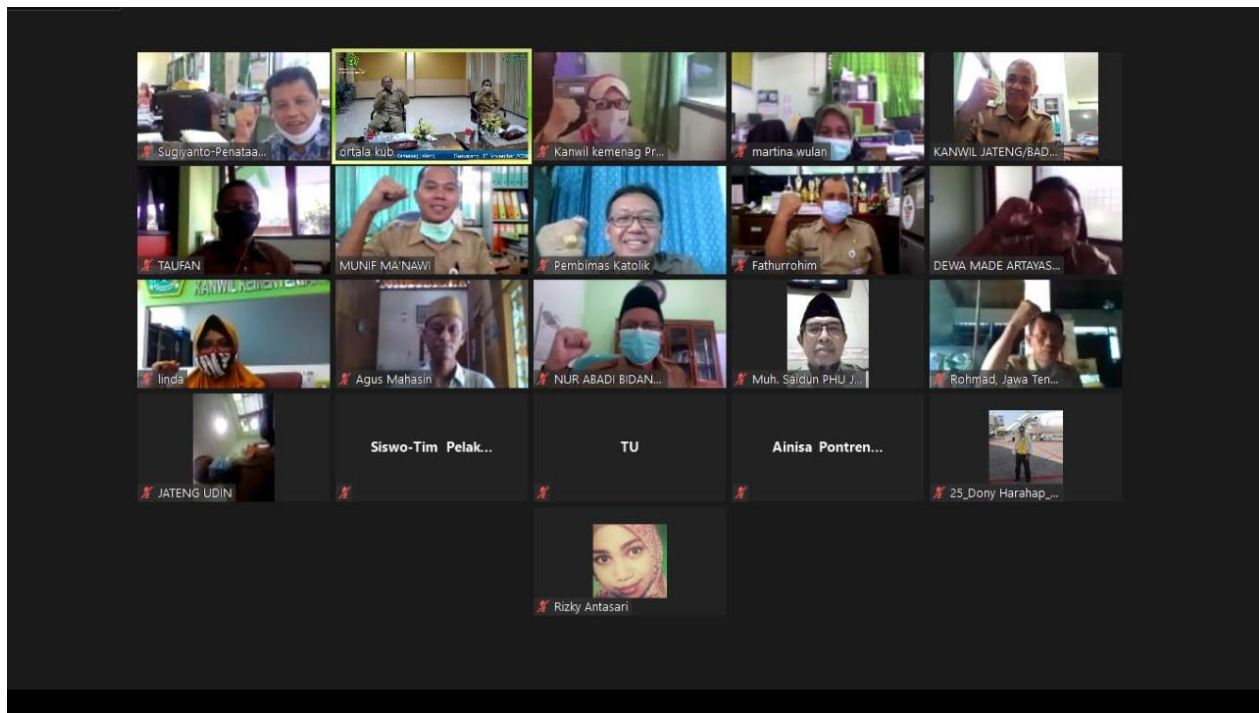 Sugiyanto-Penataa...
ortala kub
Kanwil kemenag Pr...
martina wulan
KANWIL JATENG/BAD...
TAUFAN
MUNIF MA'NAWI
Pembimas Katolik
Fathurrohim
DEWA MADE ARTAYAS...
KANWIL KEMENTE
linda
Agus Mahasin
NUR ABADI BIDAN...
Muh. Saidun PHU J...
Rohmad, Jawa Ten...
JATENG UDIN
Siswo-Tim Pelak...
TU
Ainisa Pontren...
25_Dony Harahap_...
Rizky Antasari